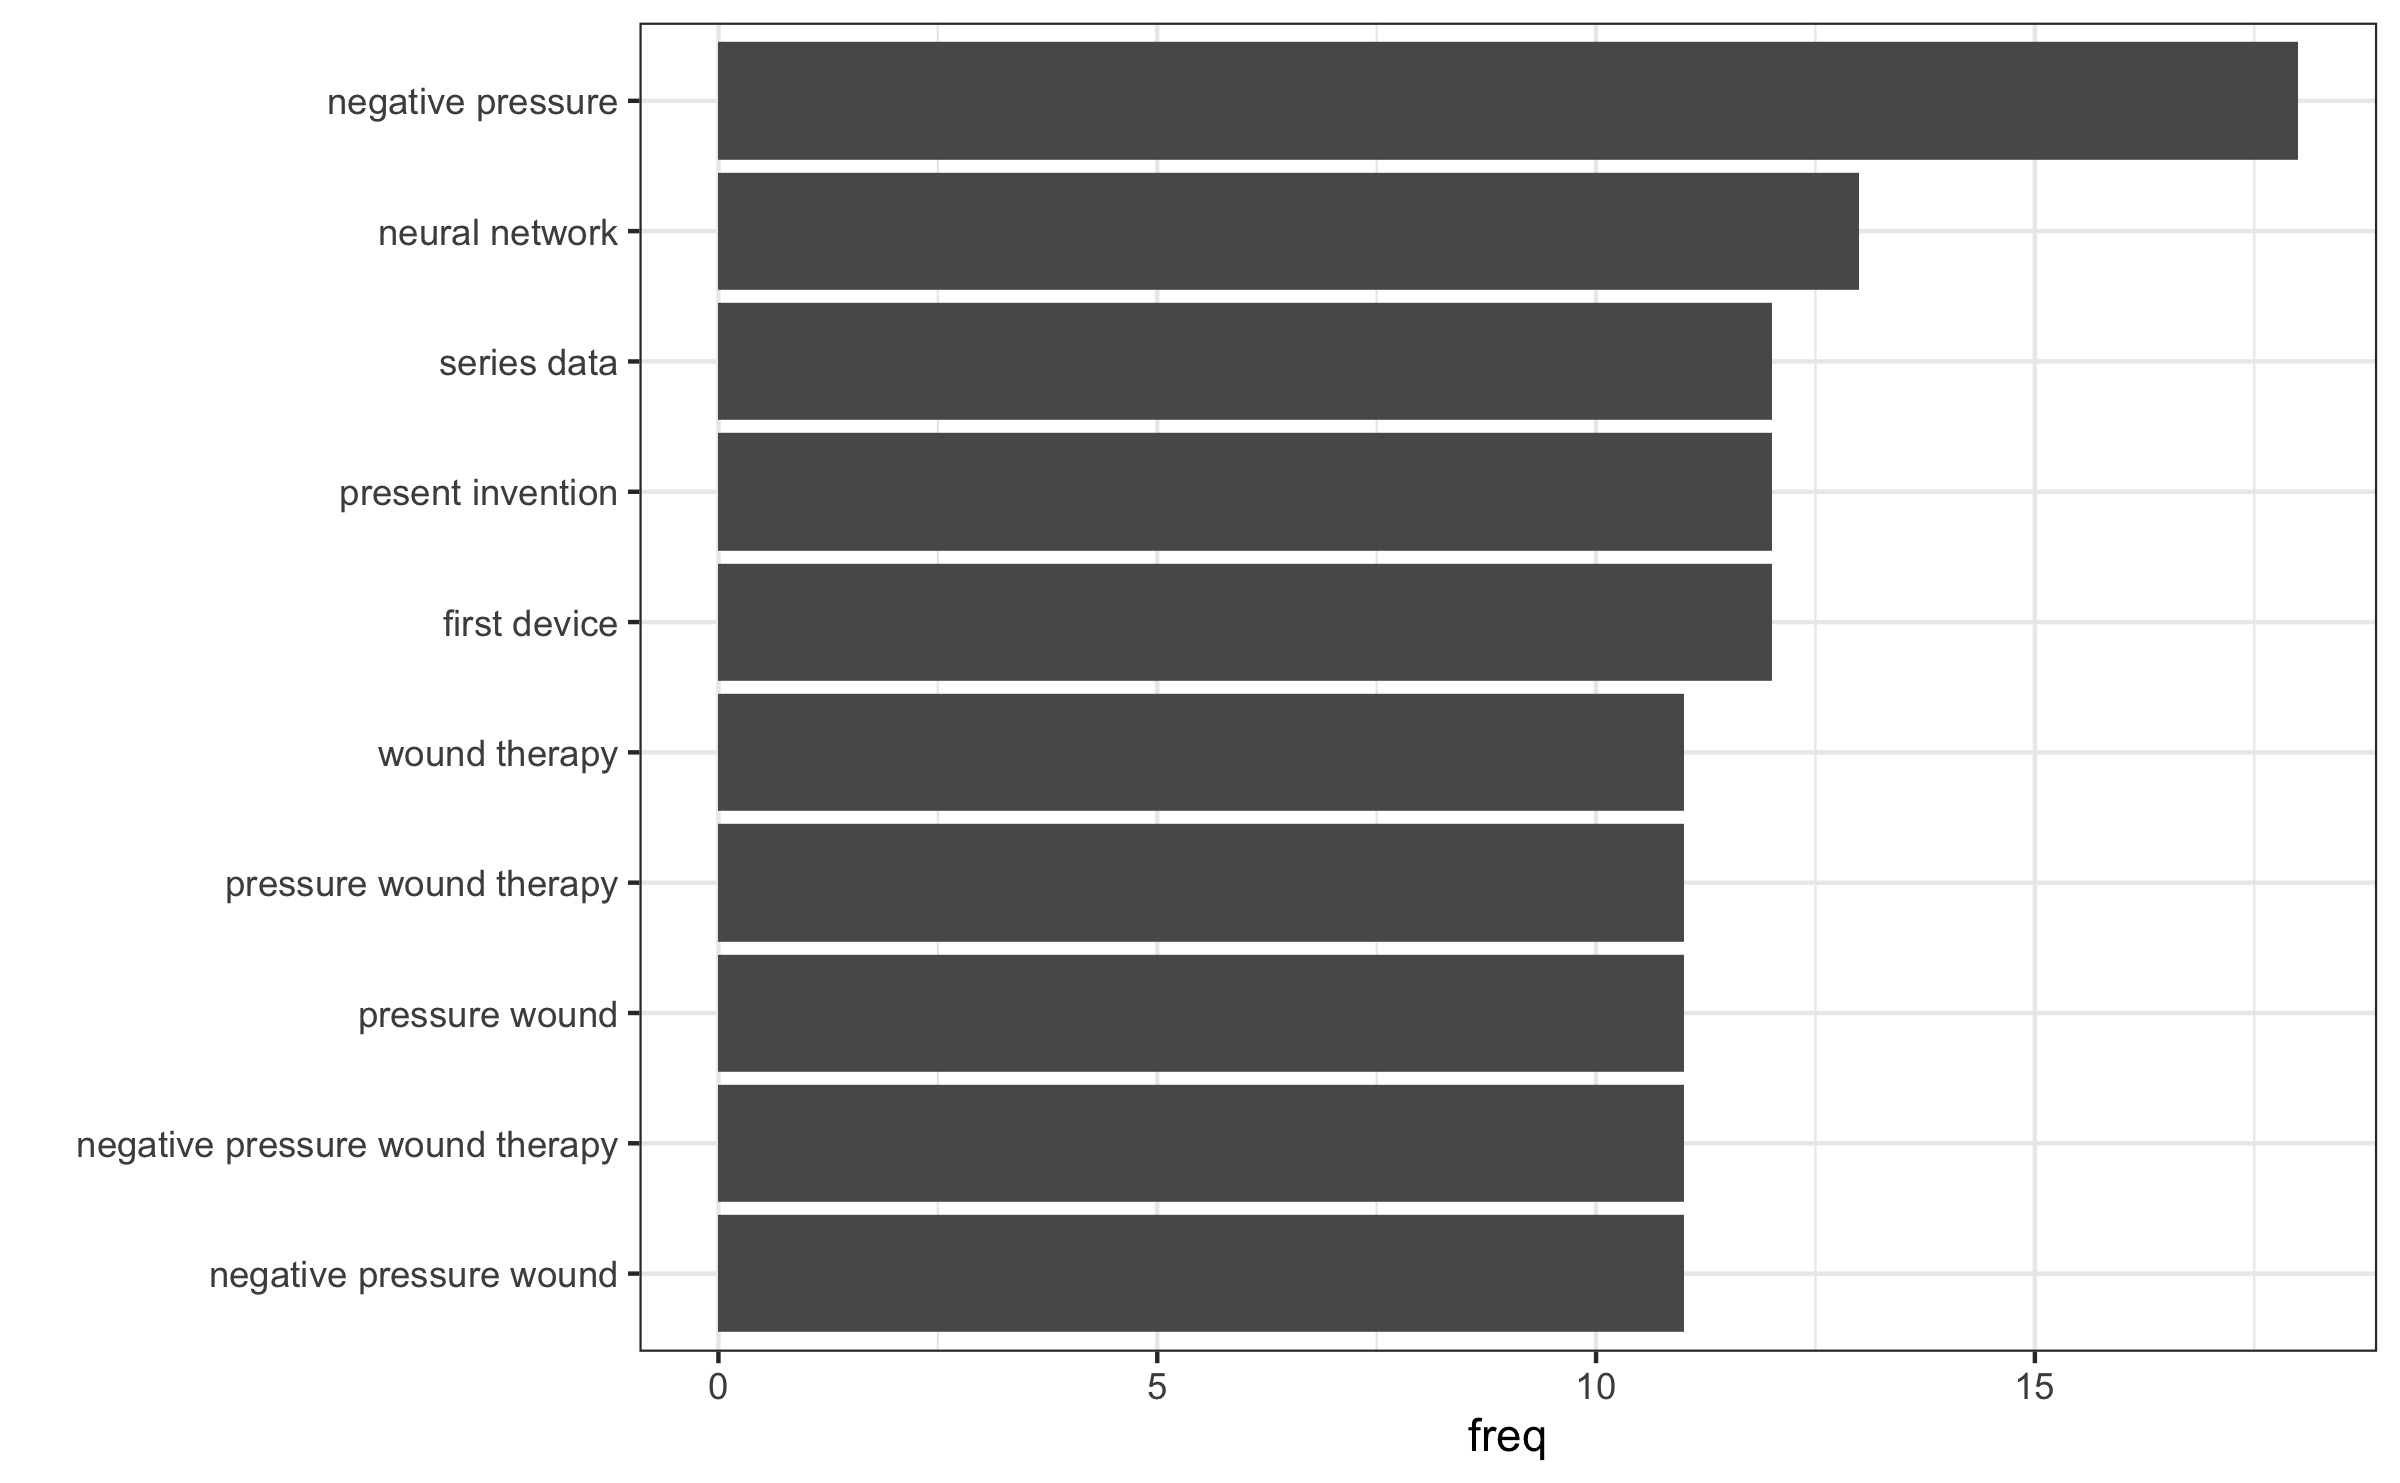 negative pressure
neural network
series data
present invention
first device
wound therapy
pressure wound therapy
pressure wound
negative pressure wound therapy
negative pressure wound
0 5 10 15
freq